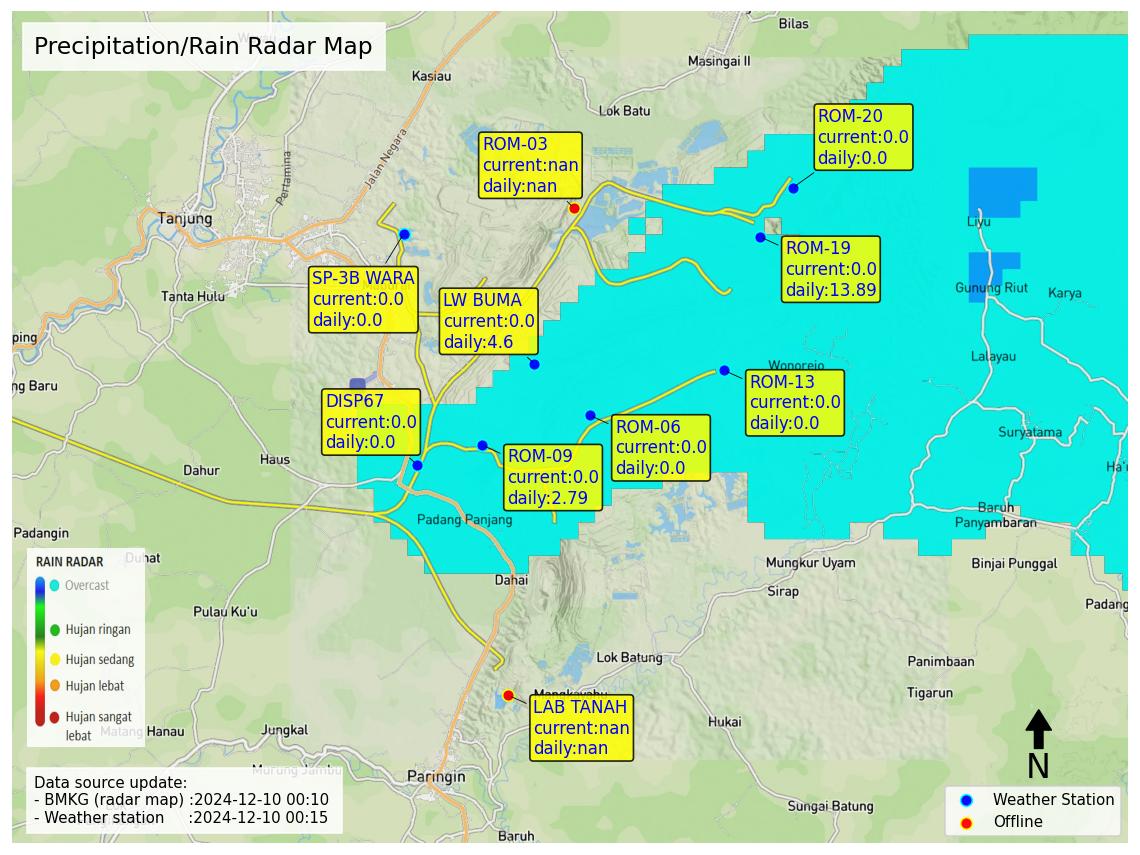 Precipitation/Rain Radar Map
Bilas
Masingai II
Kasiau
Lok Batu
Jalan Negara
Pertamina
Tanjung
Tanta Hulu
ROM-03
current:nan
daily:nan
ROM-20
current:0.0
daily:0.0
ROM-19
current:0.0
daily:13.89
SP-3B WARA
current:0.0
daily:0.0
LW BUMA
current:0.0
daily:4.6
Liyu
Gunung Riut
Karya
Lalayau
ping
ng Baru
Wonorejo
ROM-13
current:0.0
daily:0.0
DISP67
current:0.0
daily:0.0
ROM-06
current:0.0
daily:0.0
ROM-09
current:0.0
daily:2.79
Suryatama
Haus
Dahur
Padang Panjang
Baruh
Panyambaran
Padangin
Duhat
Mungkur Uyam
Binjai Punggal
Dahai
Sirap
Padang
Pulau Ku'u
RAIN RADAR
Overcast
Hujan ringan
Hujan sedang
Hujan lebat
Hujan sangat
lebat
Lok Batung
Panimbaan
Tigarun
LAB TANAH
current:nan
daily:nan
Hukai
Matang Hanau
Jungkal
Murung Jambu
Paringin
Sungai Batung
Baruh
Data source update:
- BMKG (radar map) :2024-12-10 00:10
- Weather station :2024-12-10 00:15
N
Weather Station
Offline